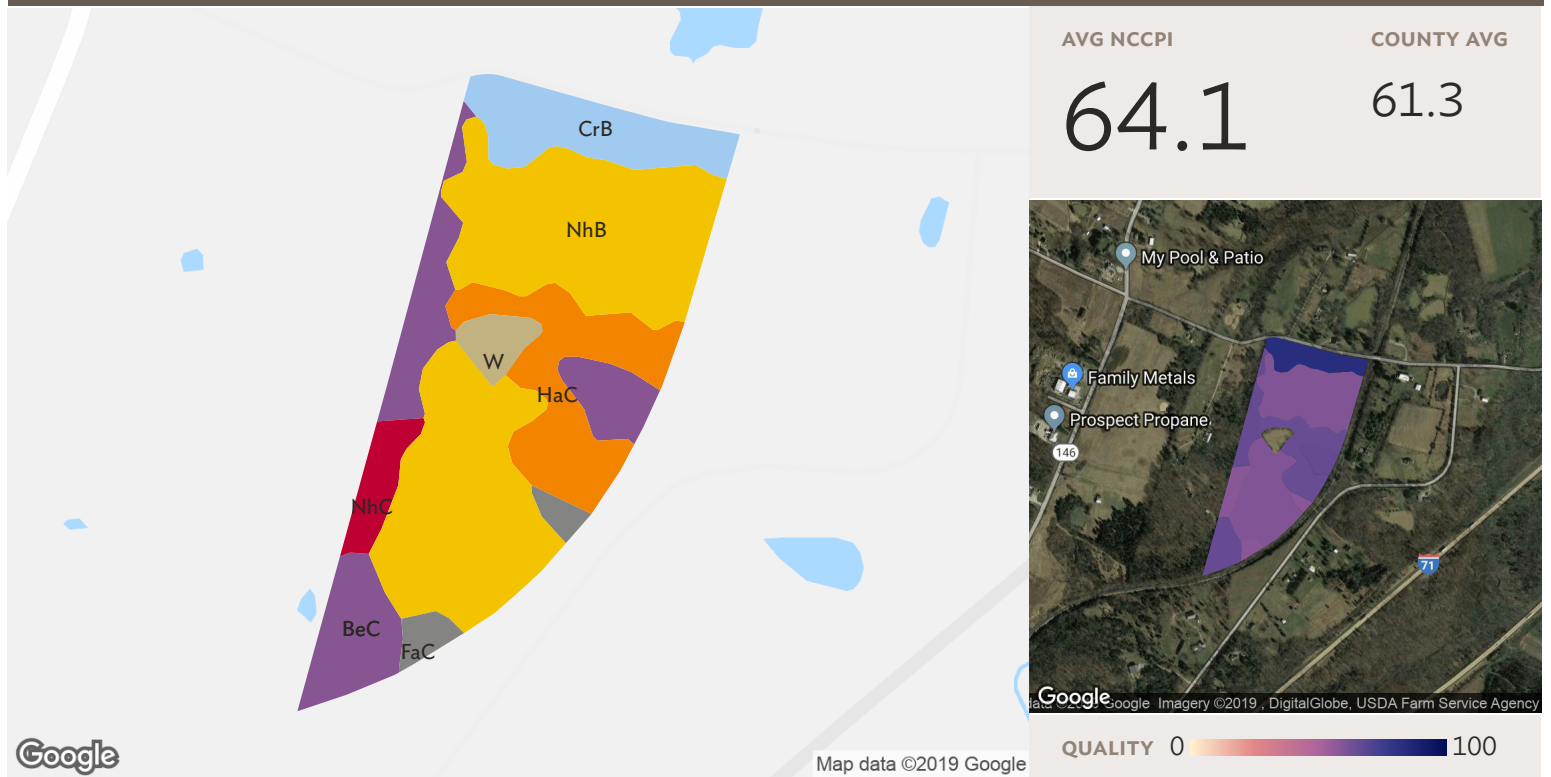 CrB
NhB
W
HaC
NhC
BeC
FaC
Google
Map data ©2019 Google
AVG NCCPI
COUNTY AVG
64.1
61.3
My Pool & Patio
Family Metals
Prospect Propane
146
71
Google
Google Imagery ©2019 , DigitalGlobe, USDA Farm Service Agency
QUALITY 0 100